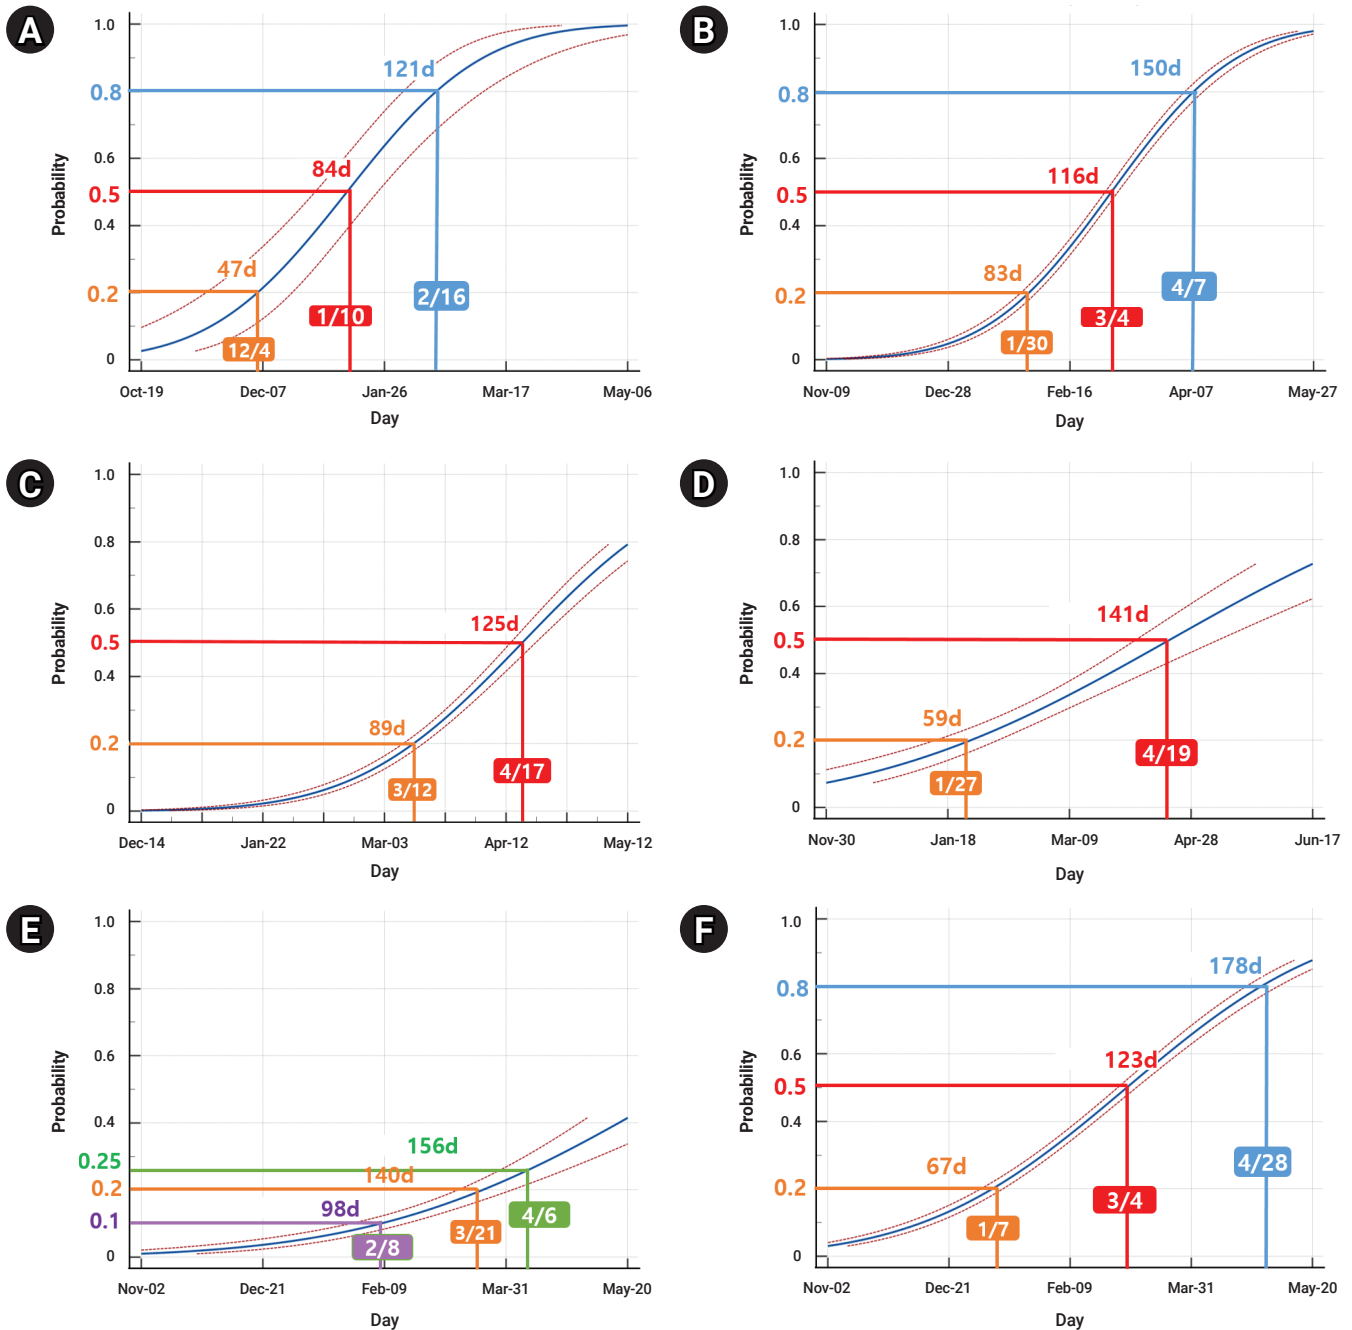 A
1.0
121d
0.8
Probability
0.6
84d
0.5
0.4
47d
0.2
12/4
1/10
2/16
0
Oct-19
Dec-07
Jan-26
Mar-17
May-06
Day
B
1.0
150d
0.8
Probability
0.6
116d
0.5
0.4
83d
0.2
1/30
3/4
4/7
0
Nov-09
Dec-28
Feb-16
Apr-07
May-27
Day
C
1.0
0.8
Probability
0.6
125d
0.5
0.4
89d
0.2
3/12
4/17
0
Dec-14
Jan-22
Mar-03
Apr-12
May-12
Day
D
1.0
0.8
Probability
0.6
141d
0.5
0.4
59d
0.2
1/27
4/19
0
Nov-30
Jan-18
Mar-09
Apr-28
Jun-17
Day
E
1.0
0.8
Probability
0.6
0.4
156d
0.25
140d
0.2
98d
0.1
2/8
3/21
4/6
0
Nov-02
Dec-21
Feb-09
Mar-31
May-20
Day
F
1.0
178d
0.8
Probability
0.6
123d
0.5
0.4
67d
0.2
1/7
3/4
4/28
0
Nov-02
Dec-21
Feb-09
Mar-31
May-20
Day